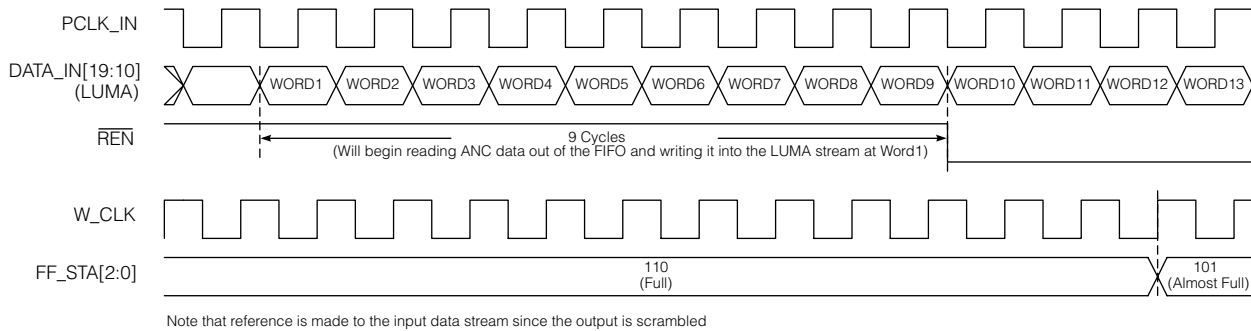 PCLK_IN
DATA_IN[19:10]
(LUMA)
WORD1 WORD2 WORD3 WORD4 WORD5 WORD6 WORD7 WORD8 WORD9 WORD10 WORD11 WORD12 WORD13
REN
9 Cycles
(Will begin reading ANC data out of the FIFO and writing it into the LUMA stream at Word1)
W_CLK
FF_STA[2:0]
110
(Full)
101
(Almost Full)
Note that reference is made to the input data stream since the output is scrambled